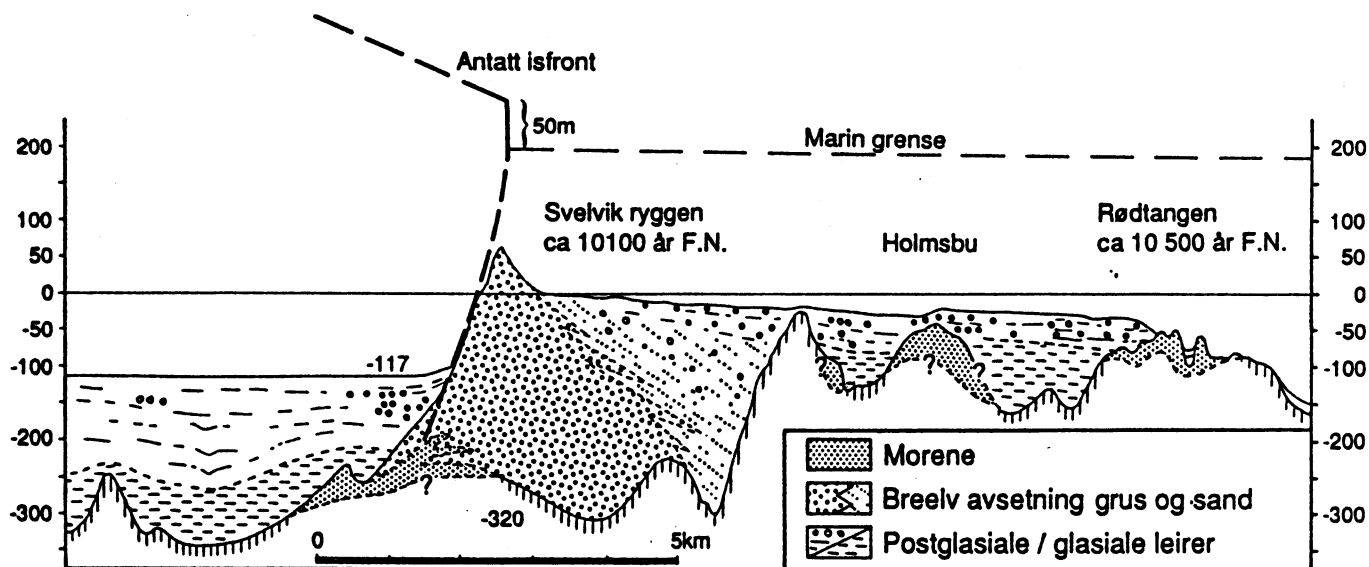 Antatt isfront
50m
Marin grense
200
100
50
0
-50
-100
-200
-300
200
100
50
0
-50
-100
-200
-300
Svelvik ryggen
ca 10100 år F.N.
Holmsbu
Rødtangen
ca 10 500 år F.N.
-117
?
?
?
?
-320
0
5km
Morene
Breelv avsetning grus og sand
Postglasiale / glasiale leirer